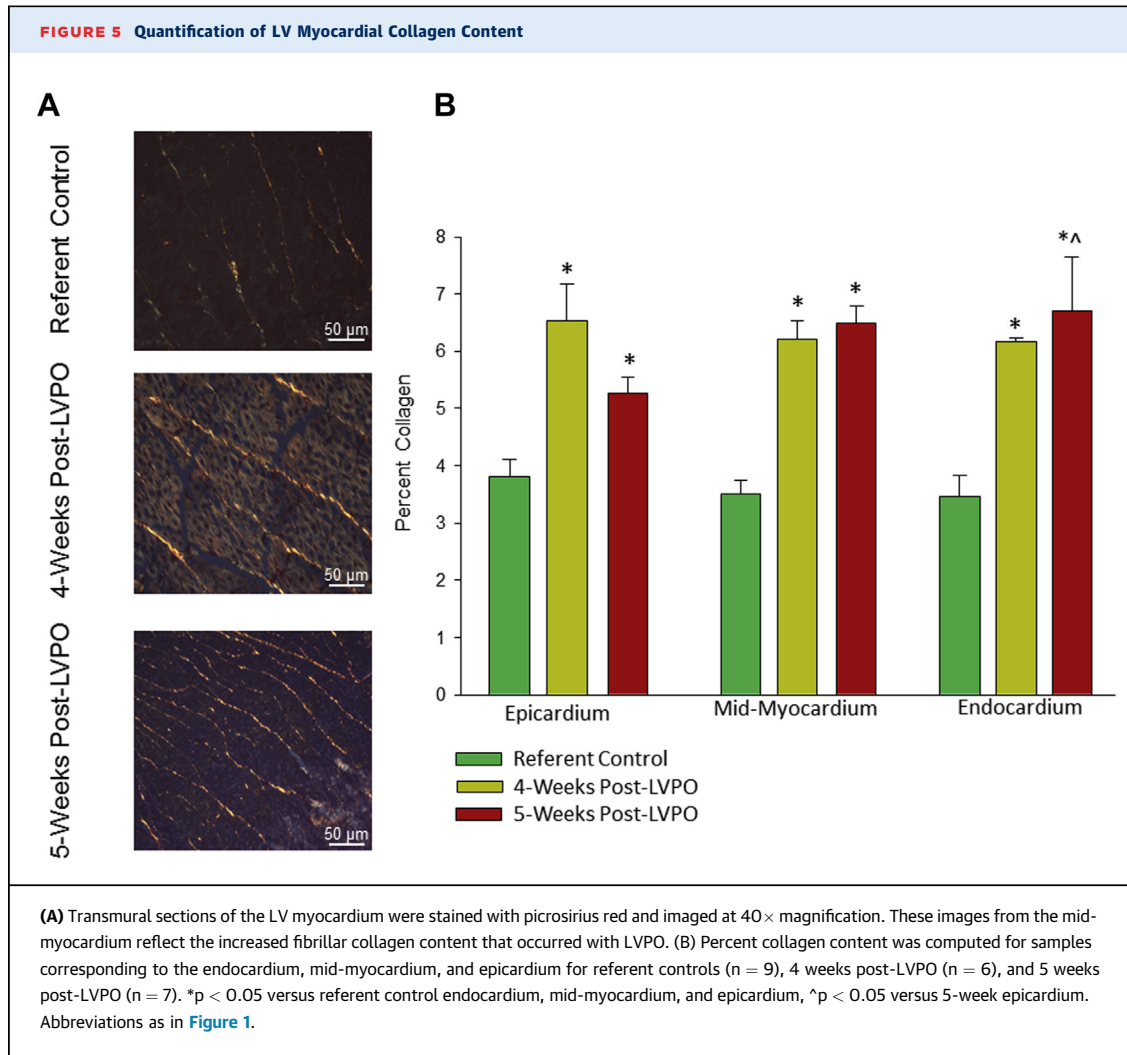 FIGURE 5 Quantification of LV Myocardial Collagen Content
A
Referent Control
50 µm
4-Weeks Post-LVPO
50 µm
5-Weeks Post-LVPO
50 µm
B
Percent Collagen
8
7
6
5
4
3
2
1
0
*
*
*
*
*
*^
Epicardium
Mid-Myocardium
Endocardium
Referent Control
4-Weeks Post-LVPO
5-Weeks Post-LVPO
(A) Transmural sections of the LV myocardium were stained with picrosirius red and imaged at 40× magnification. These images from the mid-
myocardium reflect the increased fibrillar collagen content that occurred with LVPO. (B) Percent collagen content was computed for samples
corresponding to the endocardium, mid-myocardium, and epicardium for referent controls (n = 9), 4 weeks post-LVPO (n = 6), and 5 weeks
post-LVPO (n = 7). *p < 0.05 versus referent control endocardium, mid-myocardium, and epicardium, ^p < 0.05 versus 5-week epicardium.
Abbreviations as in Figure 1.